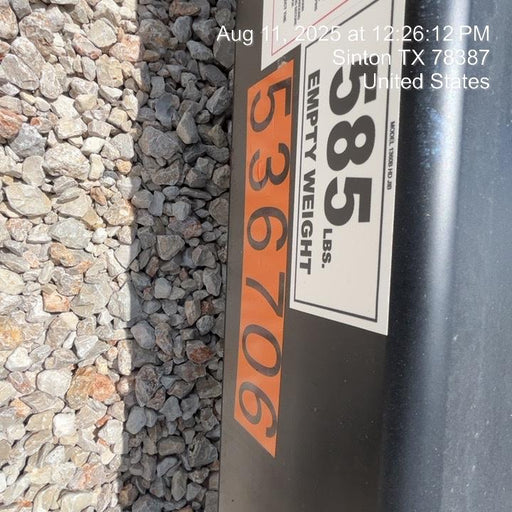 Aug 11, 2025 at 12:26:12 PM
Sinton TX 78387
United States
536706
585 LBS.
EMPTY WEIGHT